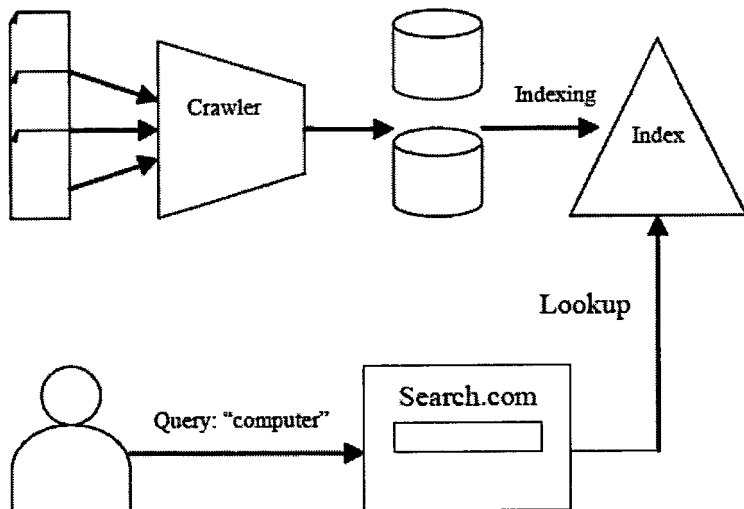 Crawler
Indexing
Index
Lookup
Query: “computer”
Search.com